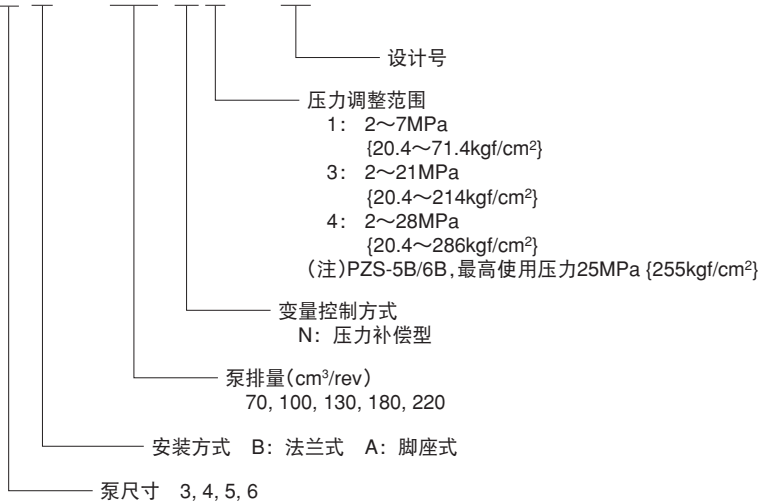 设计号
压力调整范围
1： 2～7MPa
{20.4～71.4kgf/cm²}
3： 2～21MPa
{20.4～214kgf/cm²}
4： 2～28MPa
{20.4～286kgf/cm²}
（注）PZS-5B/6B，最高使用压力25MPa {255kgf/cm²}
变量控制方式
N： 压力补偿型
泵排量（cm³/rev）
70, 100, 130, 180, 220
安装方式 B： 法兰式 A： 脚座式
泵尺寸 3, 4, 5, 6